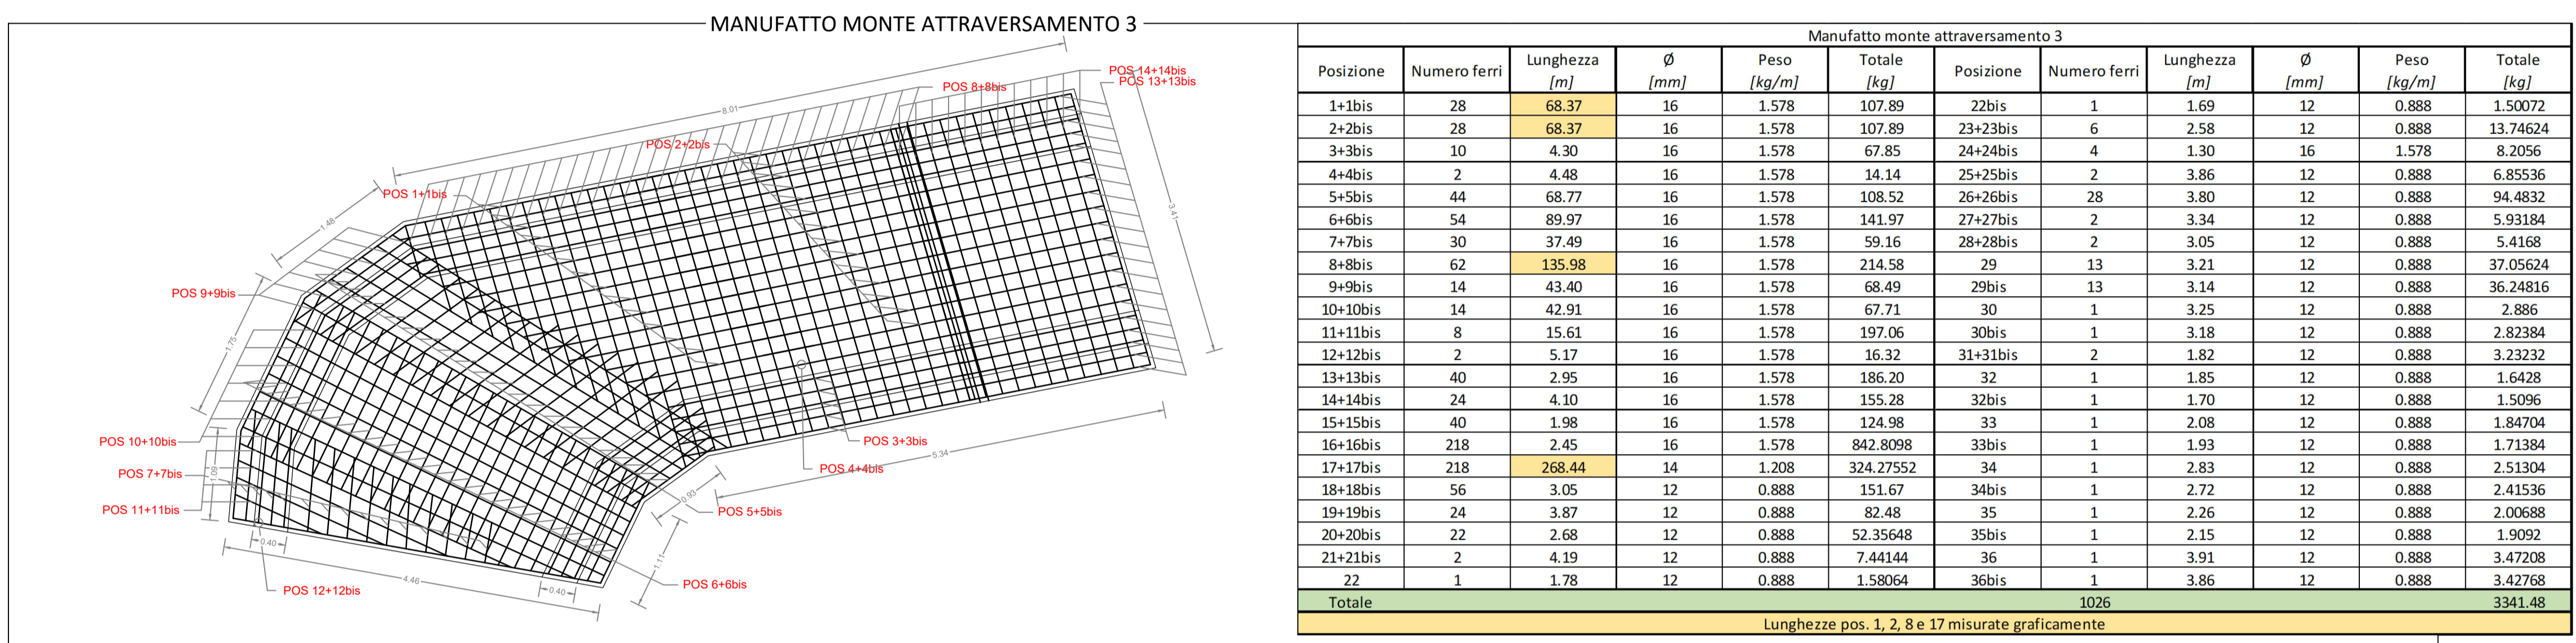 MANUFATTO MONTE ATTRAVERSAMENTO 3
POS 14+14bis
POS 13+13bis
POS 8+8bis
8.01
POS 2+2bis
POS 1+1bis
1.48
3.41
POS 9+9bis
1.75
POS 10+10bis
POS 3+3bis
5.34
POS 4+4bis
1.09
POS 7+7bis
0.93
POS 11+11bis
POS 5+5bis
0.40
1.11
4.46
POS 6+6bis
0.40
POS 12+12bis
Manufatto monte attraversamento 3
Posizione Numero ferri Lunghezza [m] Ø [mm] Peso [kg/m] Totale [kg] Posizione Numero ferri Lunghezza [m] Ø [mm] Peso [kg/m] Totale [kg]
1+1bis 28 68.37 16 1.578 107.89 22bis 1 1.69 12 0.888 1.50072
2+2bis 28 68.37 16 1.578 107.89 23+23bis 6 2.58 12 0.888 13.74624
3+3bis 10 4.30 16 1.578 67.85 24+24bis 4 1.30 16 1.578 8.2056
4+4bis 2 4.48 16 1.578 14.14 25+25bis 2 3.86 12 0.888 6.85536
5+5bis 44 68.77 16 1.578 108.52 26+26bis 28 3.80 12 0.888 94.4832
6+6bis 54 89.97 16 1.578 141.97 27+27bis 2 3.34 12 0.888 5.93184
7+7bis 30 37.49 16 1.578 59.16 28+28bis 2 3.05 12 0.888 5.4168
8+8bis 62 135.98 16 1.578 214.58 29 13 3.21 12 0.888 37.05624
9+9bis 14 43.40 16 1.578 68.49 29bis 13 3.14 12 0.888 36.24816
10+10bis 14 42.91 16 1.578 67.71 30 1 3.25 12 0.888 2.886
11+11bis 8 15.61 16 1.578 197.06 30bis 1 3.18 12 0.888 2.82384
12+12bis 2 5.17 16 1.578 16.32 31+31bis 2 1.82 12 0.888 3.23232
13+13bis 40 2.95 16 1.578 186.20 32 1 1.85 12 0.888 1.6428
14+14bis 24 4.10 16 1.578 155.28 32bis 1 1.70 12 0.888 1.5096
15+15bis 40 1.98 16 1.578 124.98 33 1 2.08 12 0.888 1.84704
16+16bis 218 2.45 16 1.578 842.8098 33bis 1 1.93 12 0.888 1.71384
17+17bis 218 268.44 14 1.208 324.27552 34 1 2.83 12 0.888 2.51304
18+18bis 56 3.05 12 0.888 151.67 34bis 1 2.72 12 0.888 2.41536
19+19bis 24 3.87 12 0.888 82.48 35 1 2.26 12 0.888 2.00688
20+20bis 22 2.68 12 0.888 52.35648 35bis 1 2.15 12 0.888 1.9092
21+21bis 2 4.19 12 0.888 7.44144 36 1 3.91 12 0.888 3.47208
22 1 1.78 12 0.888 1.58064 36bis 1 3.86 12 0.888 3.42768
Totale 1026 3341.48
Lunghezze pos. 1, 2, 8 e 17 misurate graficamente